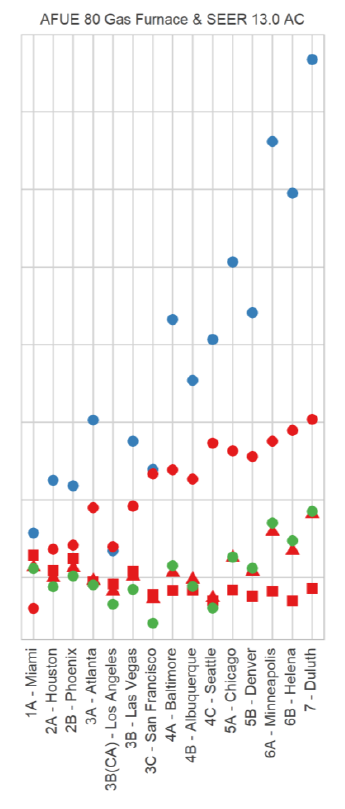 AFUE 80 Gas Furnace & SEER 13.0 AC
1A - Miami
2A - Houston
2B - Phoenix
3A - Atlanta
3B(CA) - Los Angeles
3B - Las Vegas
3C - San Francisco
4A - Baltimore
4B - Albuquerque
4C - Seattle
5A - Chicago
5B - Denver
6A - Minneapolis
6B - Helena
7 - Duluth